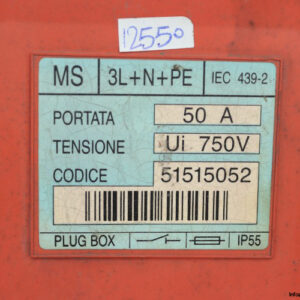 12550
MS 3L+N+PE IEC 439-2
PORTATA 50 A
TENSIONE Ui 750V
CODICE 51515052
PLUG BOX IP55